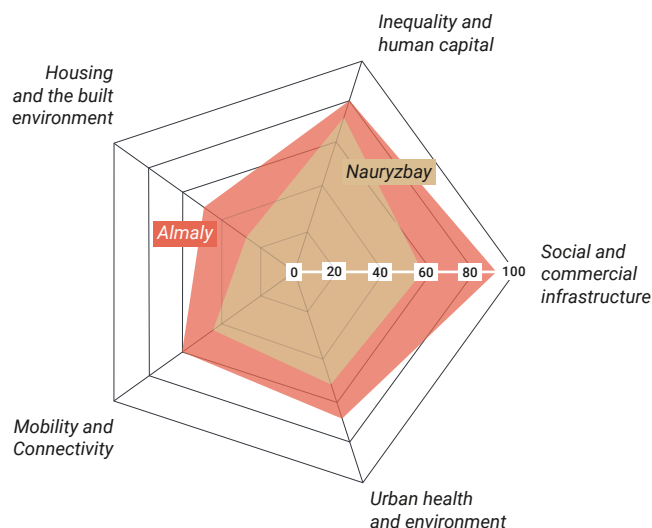 Inequality and
human capital
Housing
and the built
environment
Nauryzbay
Almaly
0 20 40 60 80 100
Social and
commercial
infrastructure
Mobility and
Connectivity
Urban health
and environment